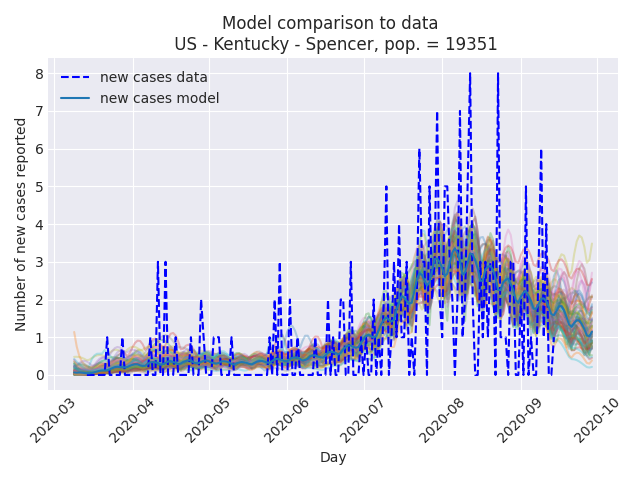 Model comparison to data
US - Kentucky - Spencer, pop. = 19351
new cases data
new cases model
Number of new cases reported
8
7
6
5
4
3
2
1
0
2020-03
2020-04
2020-05
2020-06
2020-07
2020-08
2020-09
2020-10
Day